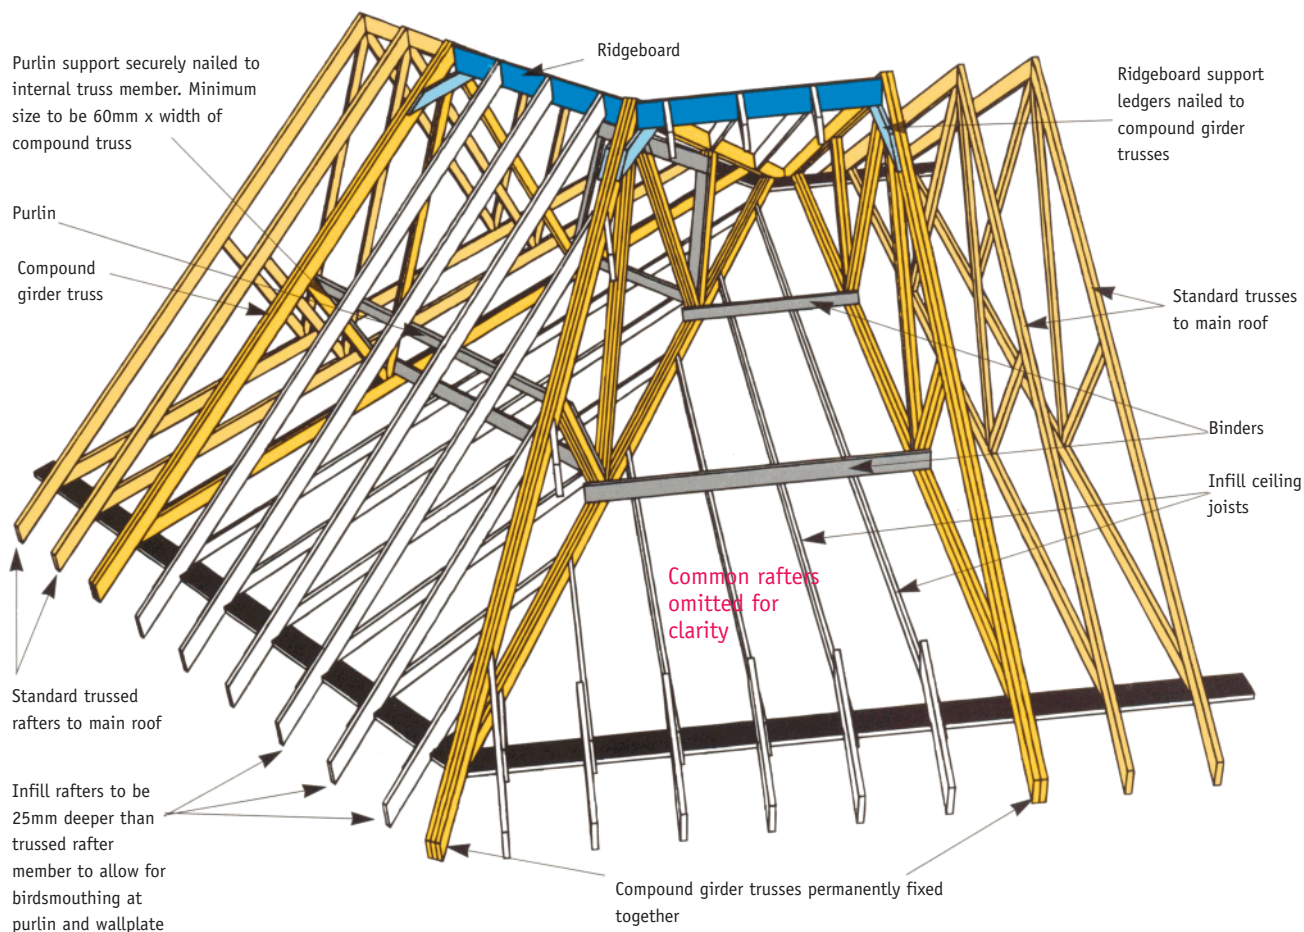 Purlin support securely nailed to
internal truss member. Minimum
size to be 60mm x width of
compound truss
Ridgeboard
Ridgeboard support
ledgers nailed to
compound girder
trusses
Purlin
Compound
girder truss
Standard trusses
to main roof
Binders
Infill ceiling
joists
Common rafters
omitted for
clarity
Standard trussed
rafters to main roof
Infill rafters to be
25mm deeper than
trussed rafter
member to allow for
birdsmouthing at
purlin and wallplate
Compound girder trusses permanently fixed
together